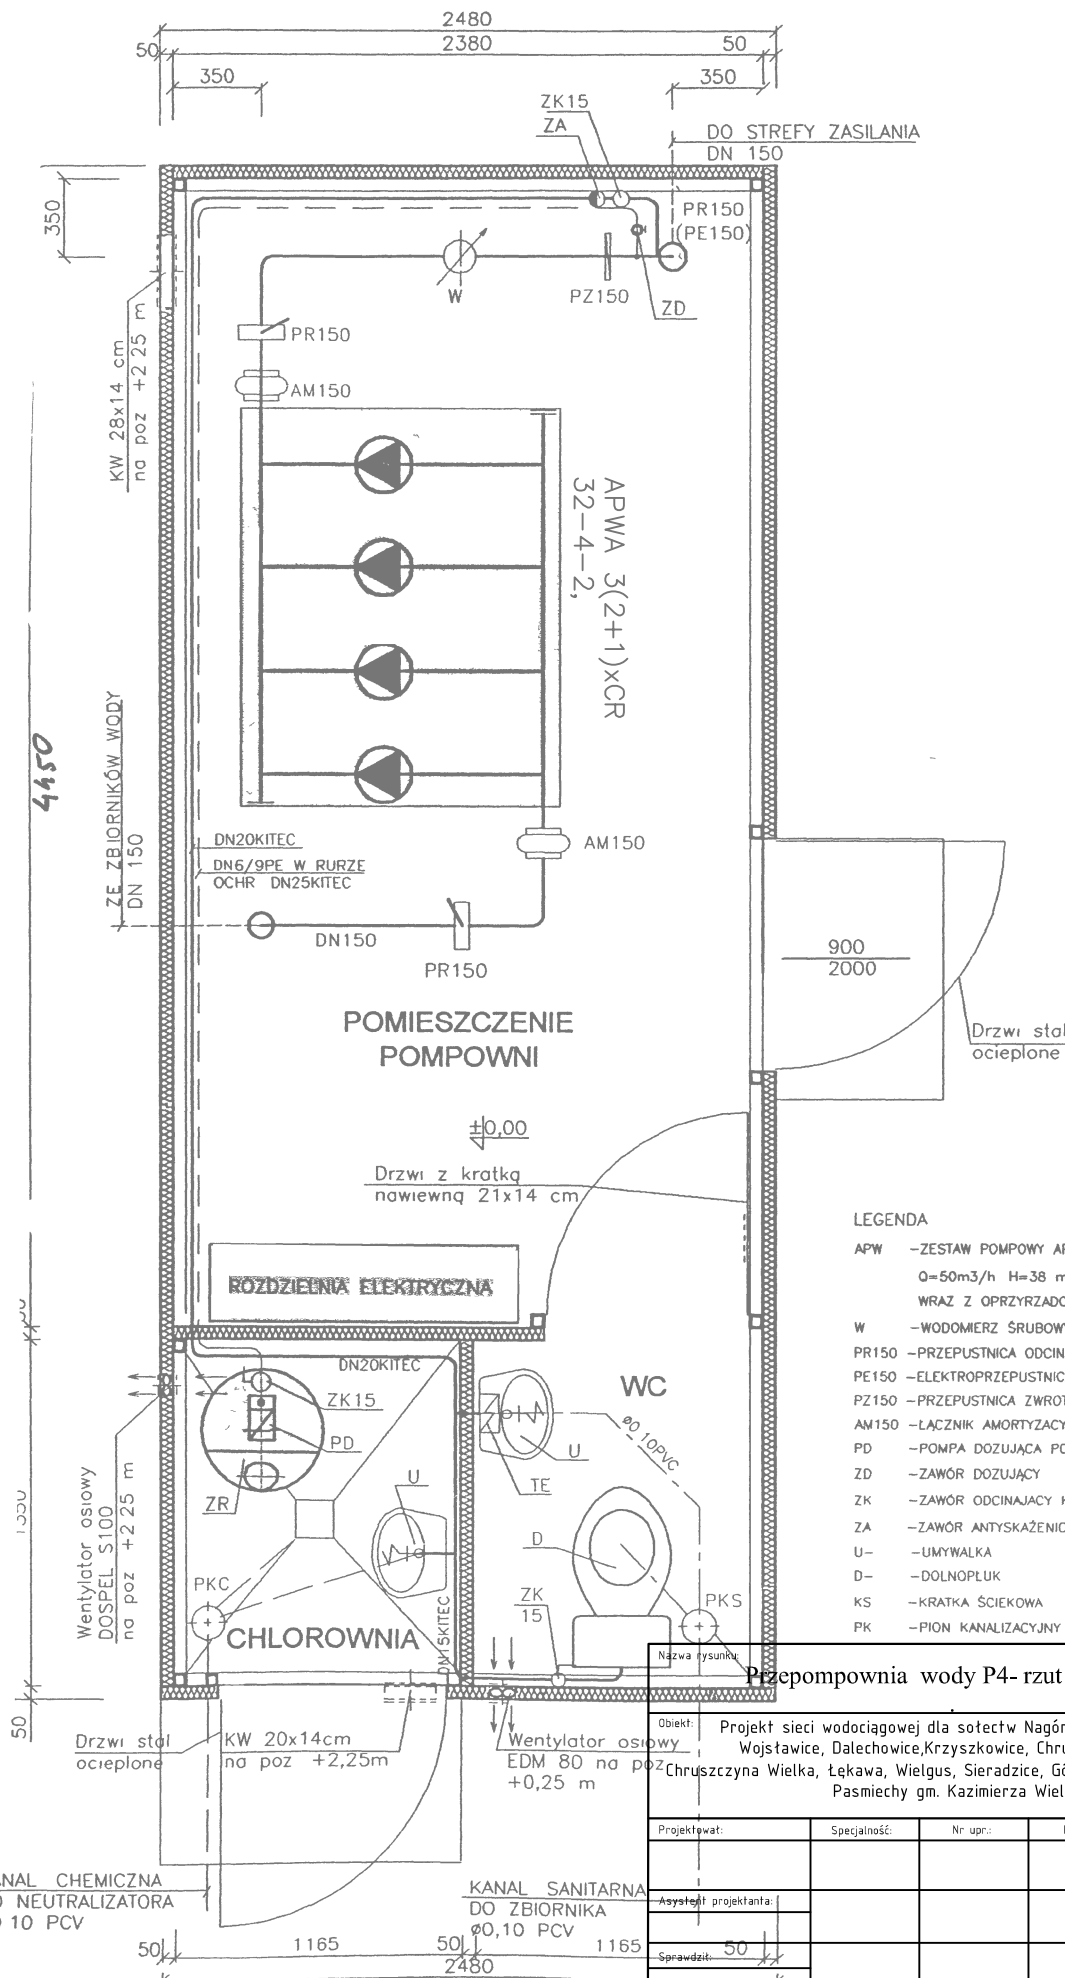 2480
50 2380 50
350 350
ZK15
ZA
DO STREFY ZASILANIA
DN 150
350
PR150
(PE150)
W
PZ150
ZD
KW 28x14 cm
na poz +2 25 m
PR150
AM150
APWA 3(2+1)xCR
32-4-2,
4450
ZE ZBIORNIKÓW WODY
DN 150
DN20KITEC
DN6/9PE W RURZE
OCHR DN25KITEC
AM150
DN150
PR150
900
2000
Drzwi stal
ocieplone
POMIESZCZENIE
POMPOWNI
±0,00
Drzwi z kratką
nawiewną 21x14 cm
ROZDZIELNIA ELEKTRYCZNA
LEGENDA
APW -ZESTAW POMPOWY
Q=50m3/h H=38 m
WRAZ Z
W -WODOMIERZ
PR150 -PRZEPUSTNICA
PE150
PZ150 -PRZEPUSTNICA
AM150 -ŁĄCZNIK
PD -POMPA DOZUJĄCA
ZD -ZAWÓR DOZUJĄCY
ZK -ZAWÓR ODCINAJACY
ZA -ZAWÓR
U- -UMYWALKA
D- -DOLNOPŁUK
KS -KRATKA ŚCIEKOWA
PK -PION KANALIZACYJNY
DN20KITEC
ZK15
PD
ZR
U
WC
ø0,10PVC
U
TE
D
ZK
15
PKS
PKC
CHLOROWNIA
DN15KITEC
Wentylator osiowy
DOSPEL S100
na poz +2 25 m
50
Drzwi stal
ocieplone
KW 20x14cm
na poz +2,25m
Wentylator osiowy
EDM 80 na poz
+0,25 m
Nazwa rysunku:
Przepompownia wody P4- rzut
Obiekt:
Projekt sieci wodociągowej dla sołectw
Wojsławice, Dalechowice,Krzyszkowice,
Chruszczyna Wielka, Łękawa, Wielgus, Sieradzice,
Pasmiechy gm. Kazimierza
Projektował: Specjalność: Nr upr.:
Asystent projektanta:
Sprawdził:
CHEMICZNA
NEUTRALIZATORA
10 PCV
KANAL SANITARNA
DO ZBIORNIKA
ø0,10 PCV
50 1165 50 1165 50
2480